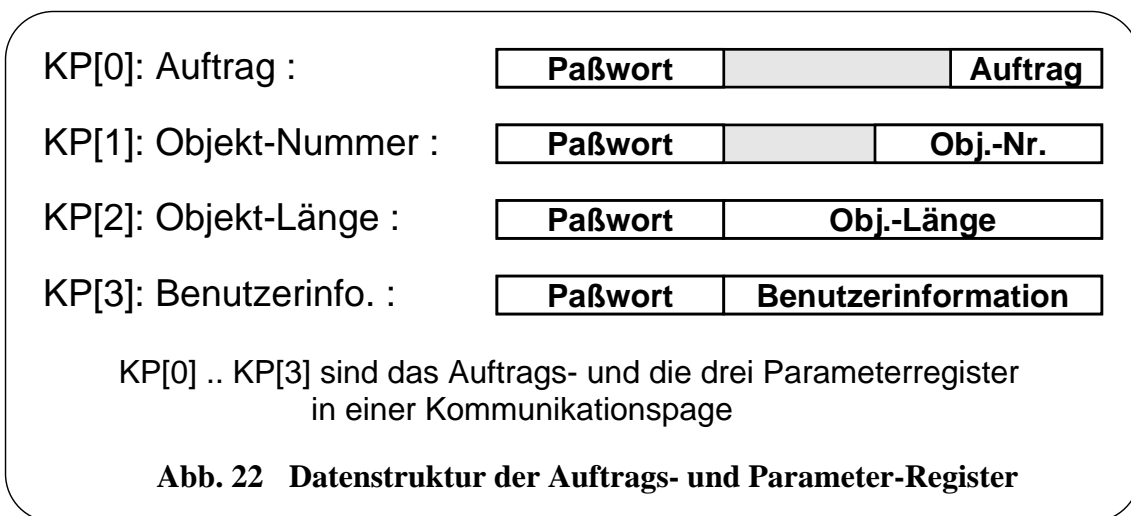 KP[0]: Auftrag : Paßwort Auftrag
KP[1]: Objekt-Nummer : Paßwort Obj.-Nr.
KP[2]: Objekt-Länge : Paßwort Obj.-Länge
KP[3]: Benutzerinfo. : Paßwort Benutzerinformation
KP[0] .. KP[3] sind das Auftrags- und die drei Parameterregister
in einer Kommunikationspage
Abb. 22 Datenstruktur der Auftrags- und Parameter-Register